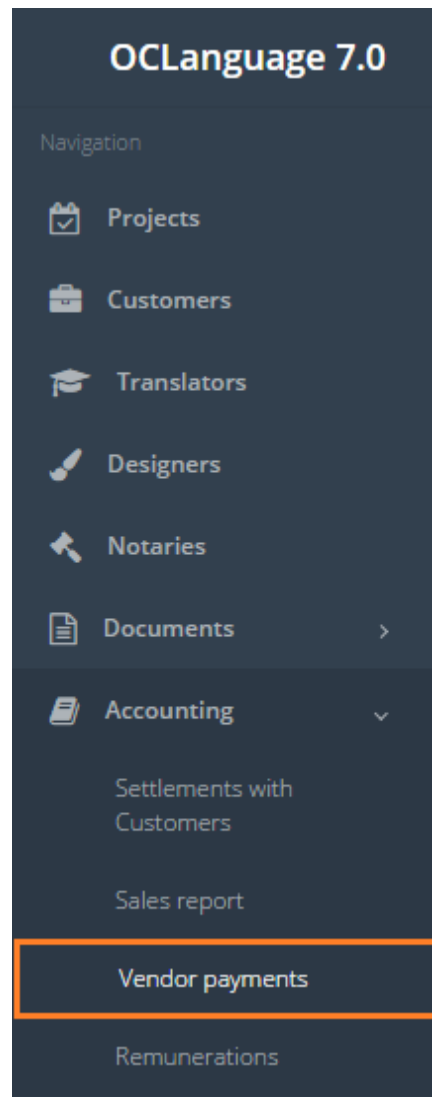 OCLanguage 7.0
Navigation
Projects
Customers
Translators
Designers
Notaries
Documents
Accounting
Settlements with
Customers
Sales report
Vendor payments
Remunerations